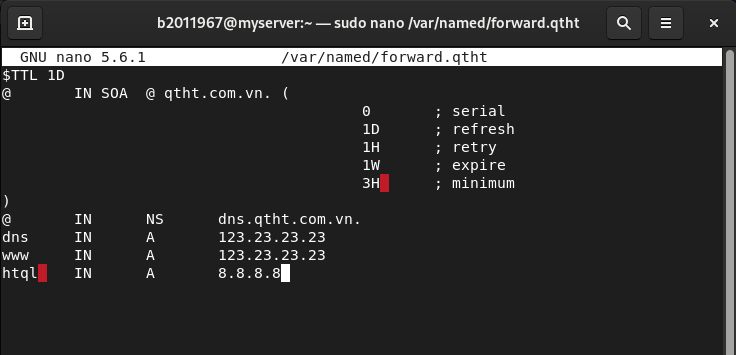 b2011967@myserver:~ — sudo nano /var/named/forward.qtht
GNU nano 5.6.1 /var/named/forward.qtht
$TTL 1D
@ IN SOA @ qtht.com.vn. (
0 ; serial
1D ; refresh
1H ; retry
1W ; expire
3H ; minimum
)
@ IN NS dns.qtht.com.vn.
dns IN A 123.23.23.23
www IN A 123.23.23.23
htql IN A 8.8.8.8